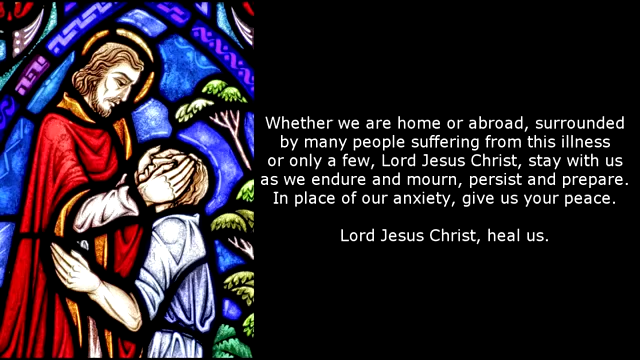 Whether we are home or abroad, surrounded
by many people suffering from this illness
or only a few, Lord Jesus Christ, stay with us
as we endure and mourn, persist and prepare.
In place of our anxiety, give us your peace.
Lord Jesus Christ, heal us.